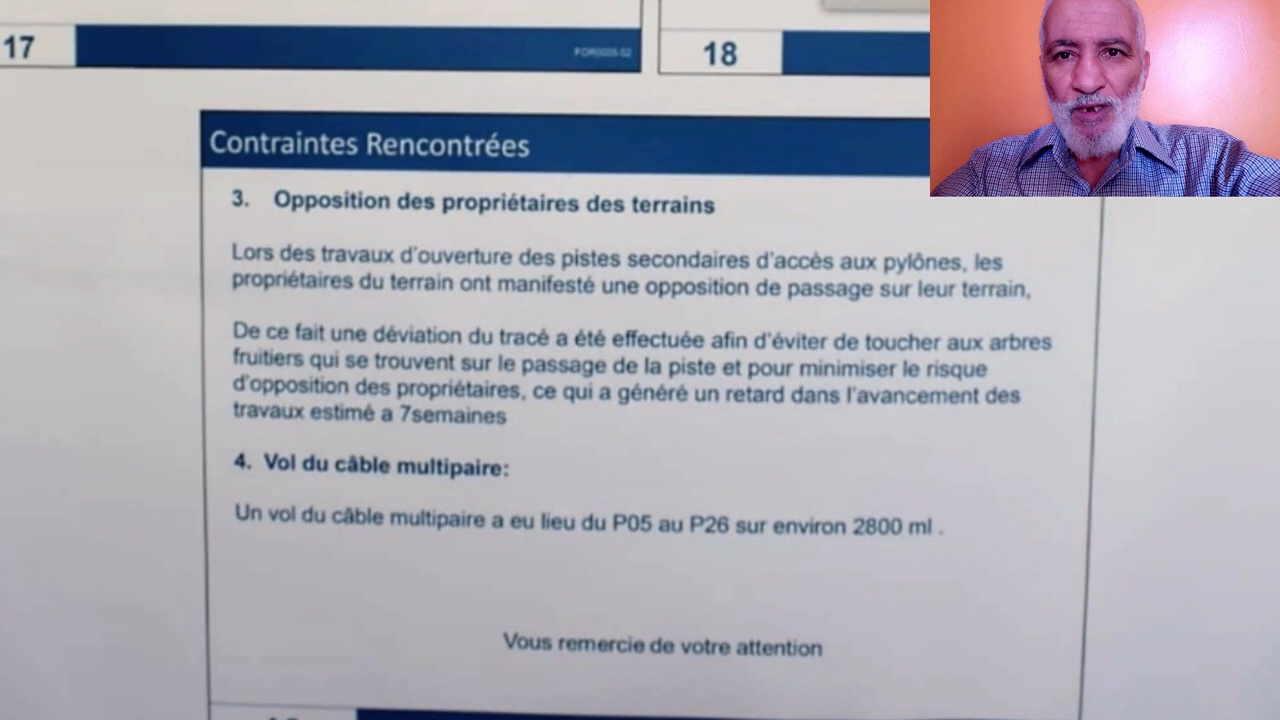 17
18
Contraintes Rencontrées
3. Opposition des propriétaires des terrains
Lors des travaux d'ouverture des pistes secondaires d'accès aux pylônes, les
propriétaires du terrain ont manifesté une opposition de passage sur leur terrain,
De ce fait une déviation du tracé a été effectuée afin d'éviter de toucher aux arbres
fruitiers qui se trouvent sur le passage de la piste et pour minimiser le risque
d'opposition des propriétaires, ce qui a généré un retard dans l'avancement des
travaux estimé a 7semaines
4. Vol du câble multipaire:
Un vol du câble multipaire a eu lieu du P05 au P26 sur environ 2800 ml .
Vous remercie de votre attention